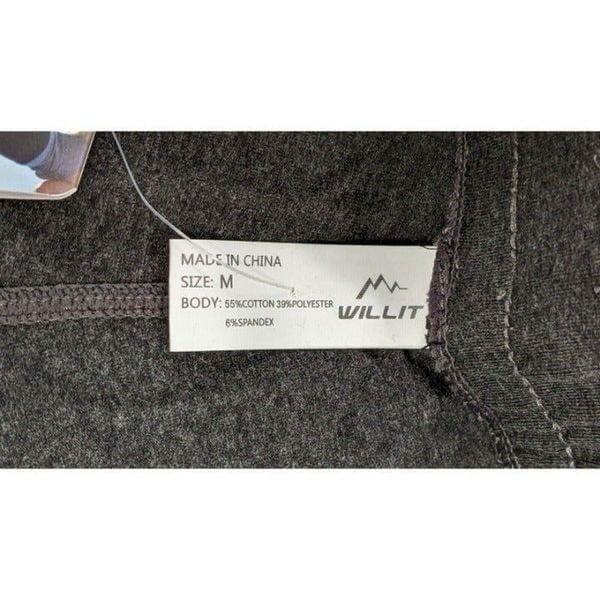 MADE IN CHINA
SIZE: M
BODY: 55%COTTON 39%POLYESTER
6%SPANDEX
WILLIT